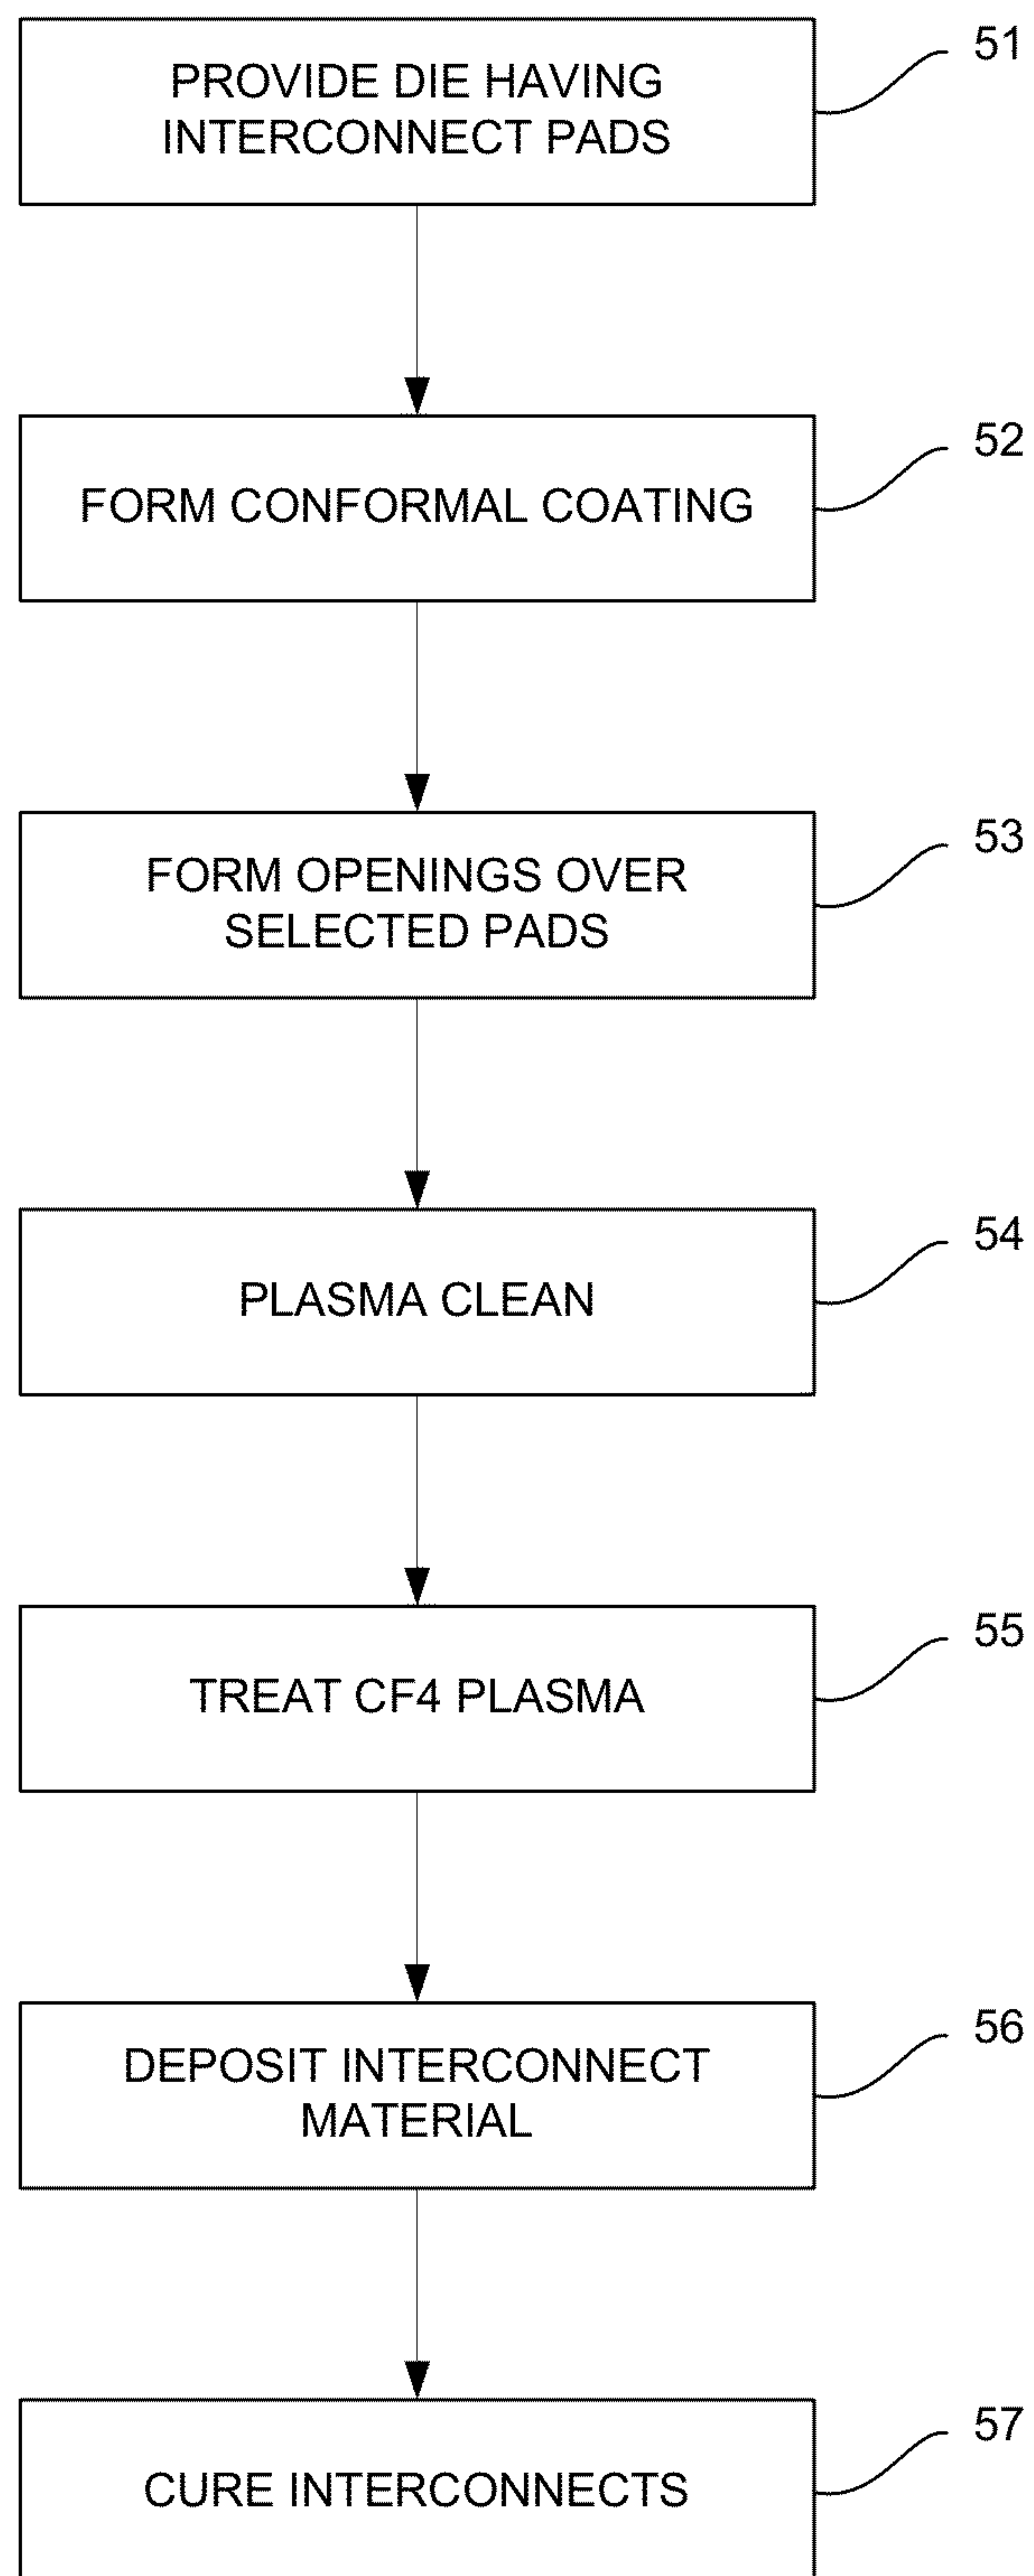 PROVIDE DIE HAVING
INTERCONNECT PADS
51
FORM CONFORMAL COATING
52
FORM OPENINGS OVER
SELECTED PADS
53
PLASMA CLEAN
54
TREAT CF4 PLASMA
55
DEPOSIT INTERCONNECT
MATERIAL
56
CURE INTERCONNECTS
57